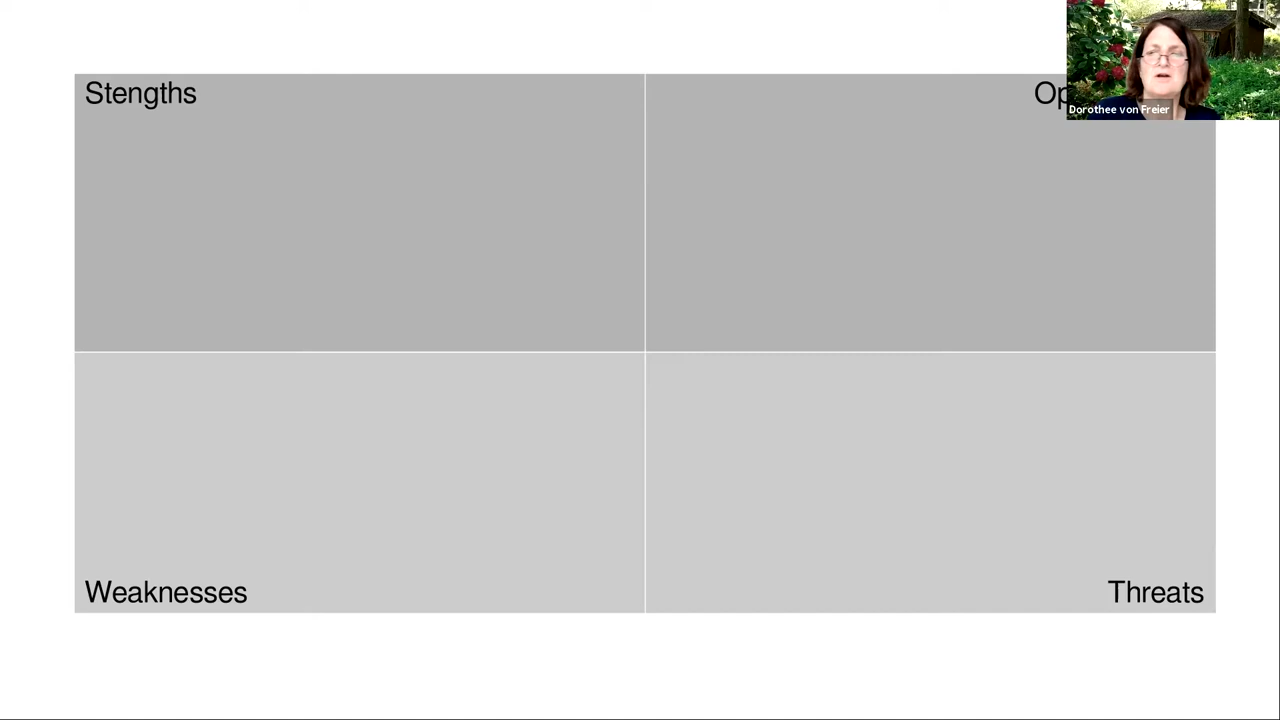 Stengths
Op
Dorothee von Freier
Weaknesses
Threats